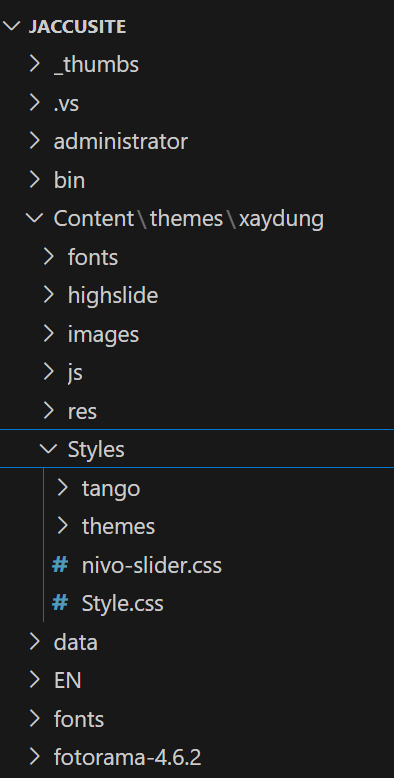 JACCUSITE
_thumbs
.vs
administrator
bin
Content\themes\xaydung
fonts
highslide
images
js
res
Styles
tango
themes
# nivo-slider.css
# Style.css
data
EN
fonts
fotorama-4.6.2